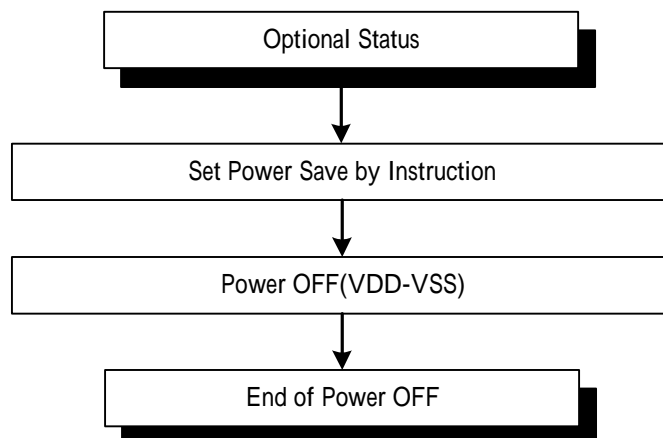 Optional Status
Set Power Save by Instruction
Power OFF(VDD-VSS)
End of Power OFF